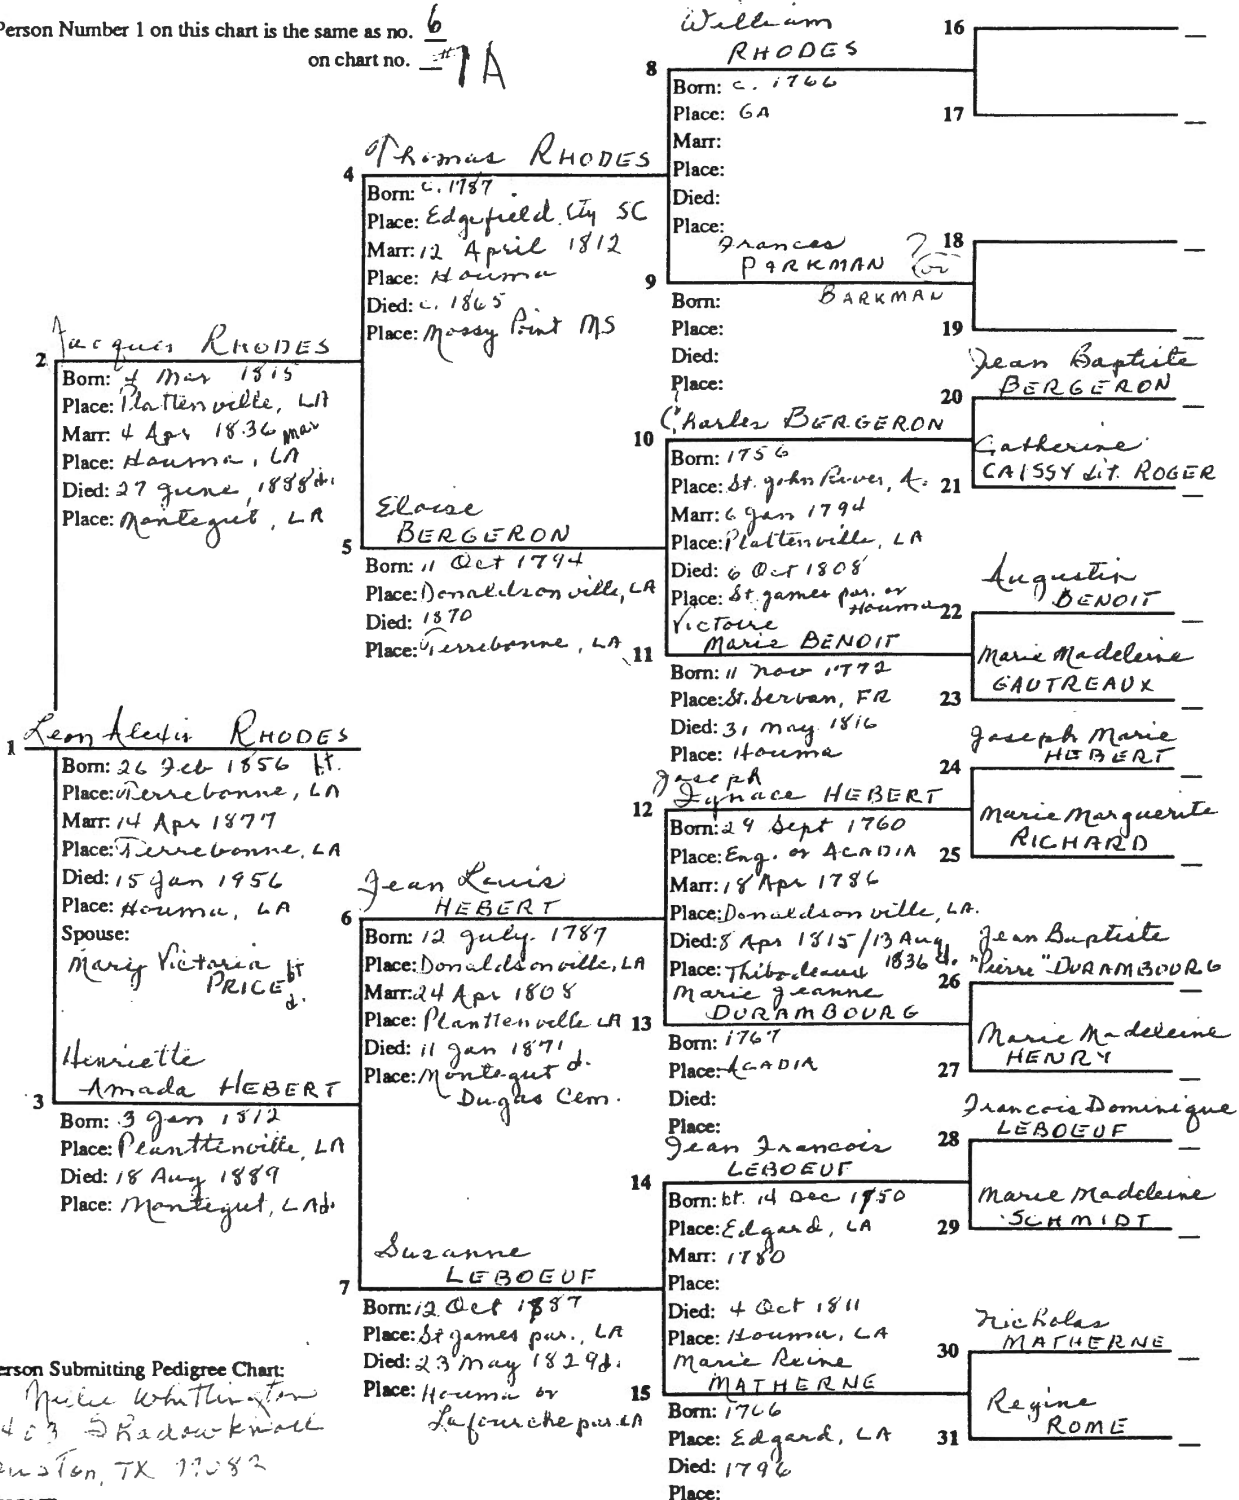 Person Number 1 on this chart is the same as no. 6
on chart no. #7A
1 Leon Alexis RHODES
Born: 26 Feb 1856 bt.
Place: Terrebonne, LA
Marr: 14 Apr 1877
Place: Terrebonne, LA
Died: 15 Jan 1956
Place: Houma, LA
Spouse:
Mary Victoria
PRICE bt
d.
2 Jacques RHODES
Born: 4 Mar 1815
Place: Plattenville, LA
Marr: 4 Apr 1836 mar
Place: Houma, LA
Died: 27 June, 1888 d.
Place: Montegut, LA
3 Henriette
Amada HEBERT
Born: 3 Jan 1812
Place: Planttenville, LA
Died: 18 Aug 1889
Place: Montegut, LA d.
4 Thomas RHODES
Born: c. 1787
Place: Edgefield Cty SC
Marr: 12 April 1812
Place: Houma
Died: c. 1865
Place: Mossy Point MS
5 Eloise
BERGERON
Born: 11 Oct 1794
Place: Donaldsonville, LA
Died: 1870
Place: Terrebonne, LA
6 Jean Louis
HEBERT
Born: 12 July 1787
Place: Donaldsonville, LA
Marr: 24 Apr 1808
Place: Planttenville LA
Died: 11 Jan 1871
Place: Montegut d.
Dugas Cem.
7 Suzanne
LEBOEUF
Born: 12 Oct 1787
Place: St James par., LA
Died: 23 May 1829 d.
Place: Houma or
Lafourche par. LA
8 William
RHODES
Born: c. 1766
Place: GA
Marr:
Place:
Died:
Place:
9 Frances ?
PARKMAN or
BARKMAN
Born:
Place:
Died:
Place:
10 Charles BERGERON
Born: 1756
Place: St. John River, A.
Marr: 6 Jan 1794
Place: Plattenville, LA
Died: 6 Oct 1808
Place: St. James par. or
Houma
11 Victoire
Marie BENOIT
Born: 11 Nov 1772
Place: St. Servan, FR
Died: 31 May 1816
Place: Houma
12 Joseph
Ignace HEBERT
Born: 29 Sept 1760
Place: Eng. or ACADIA
Marr: 18 Apr 1786
Place: Donaldsonville, LA.
Died: 8 Apr 1815/13 Aug
1836 d.
Place: Thibodeaux
13 Marie Jeanne
DURAMBOURG
Born: 1767
Place: ACADIA
Died:
Place:
14 Jean Francois
LEBOEUF
Born: bt. 14 Dec 1750
Place: Edgard, LA
Marr: 1780
Place:
Died: 4 Oct 1811
Place: Houma, LA
15 Marie Reine
MATHERNE
Born: 1766
Place: Edgard, LA
Died: 1796
Place:
16
17
18
19
20 Jean Baptiste
BERGERON
21 Catherine
CAISSY dit ROGER
22 Augustin
BENOIT
23 Marie Madeleine
GAUTREAUX
24 Joseph Marie
HEBERT
25 Marie Marguerite
RICHARD
26 Jean Baptiste
"Pierre" DURAMBOURG
27 Marie Madeleine
HENRY
28 Francois Dominique
LEBOEUF
29 Marie Madeleine
SCHMIDT
30 Nicholas
MATHERNE
31 Regine
ROME
Person Submitting Pedigree Chart:
Whittington
Shadowknoll
Houston, TX 77082